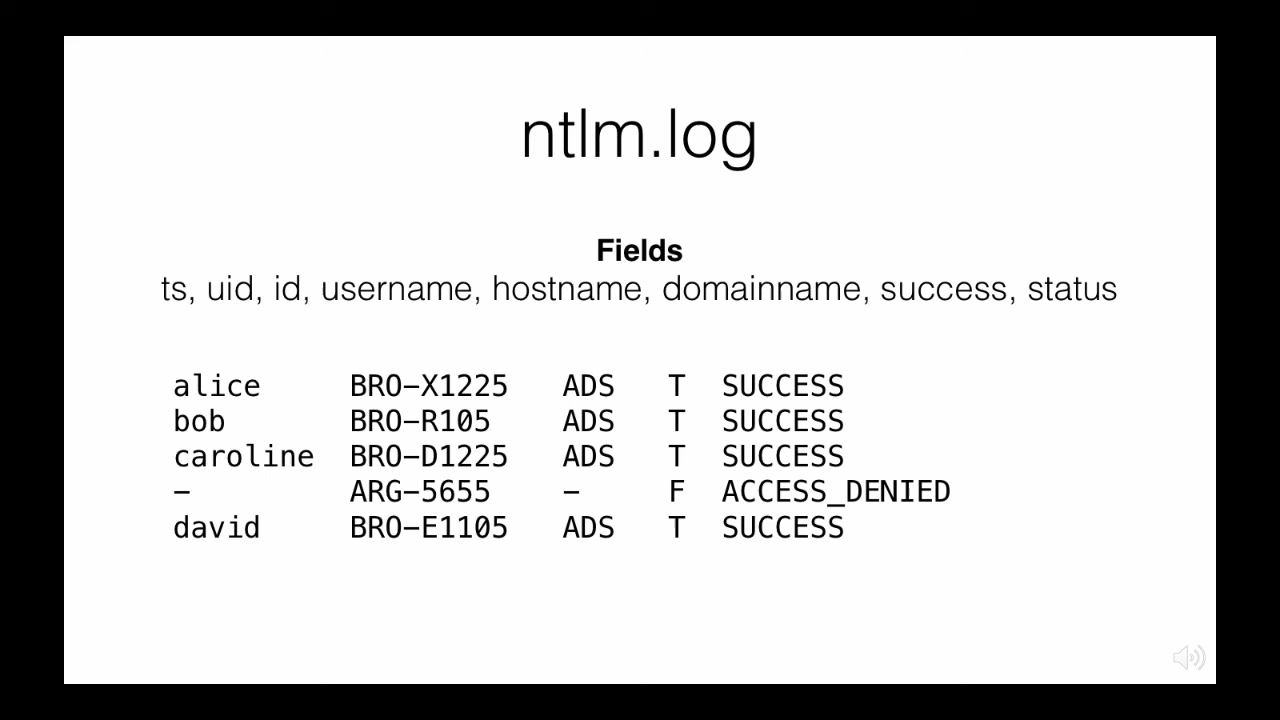 ntlm.log
Fields
ts, uid, id, username, hostname, domainname, success, status
alice BRO-X1225 ADS T SUCCESS
bob BRO-R105 ADS T SUCCESS
caroline BRO-D1225 ADS T SUCCESS
- ARG-5655 - F ACCESS_DENIED
david BRO-E1105 ADS T SUCCESS